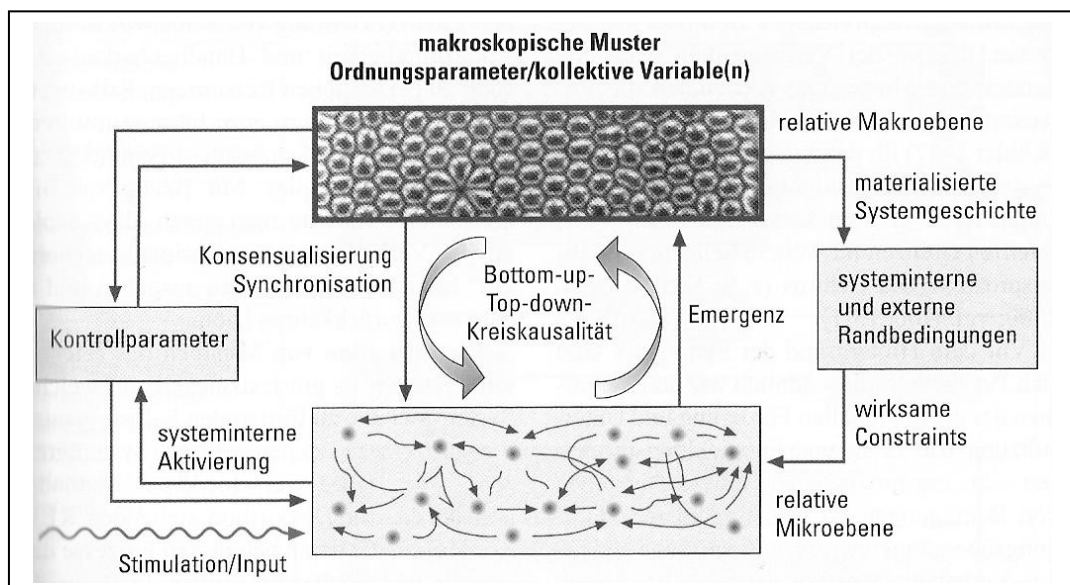 makroskopische Muster
Ordnungsparameter/kollektive Variable(n)
relative Makroebene
materialisierte
Systemgeschichte
Konsensualisierung
Synchronisation
Bottom-up-
Top-down-
Kreiskausalität
Emergenz
systeminterne
und externe
Randbedingungen
Kontrollparameter
wirksame
Constraints
systeminterne
Aktivierung
relative
Mikroebene
Stimulation/Input